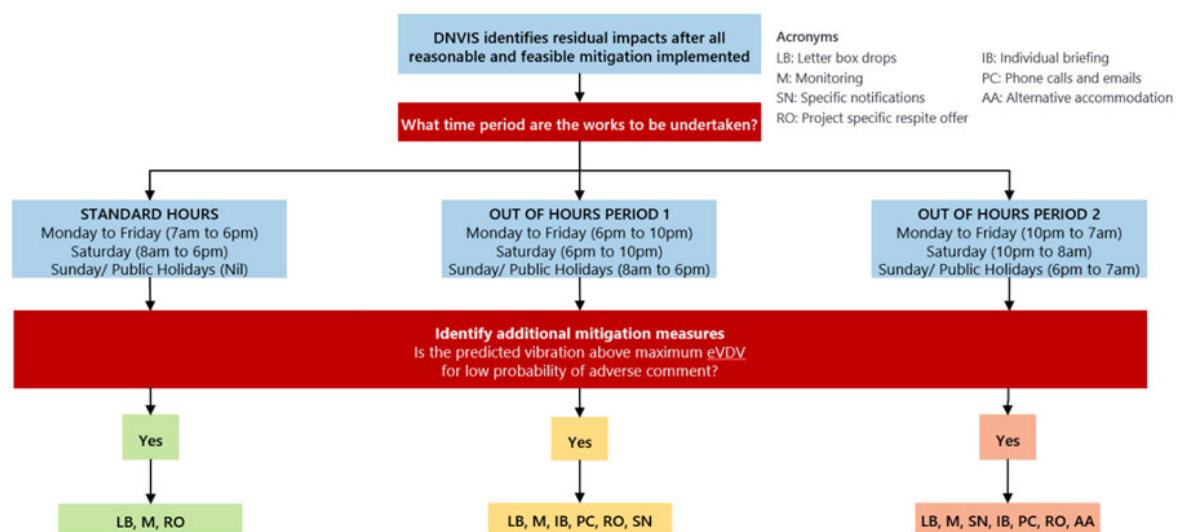 DNVIS identifies residual impacts after all
reasonable and feasible mitigation implemented
Acronyms
LB: Letter box drops
IB: Individual briefing
M: Monitoring
PC: Phone calls and emails
SN: Specific notifications
AA: Alternative accommodation
RO: Project specific respite offer
What time period are the works to be undertaken?
STANDARD HOURS
Monday to Friday (7am to 6pm)
Saturday (8am to 6pm)
Sunday/ Public Holidays (Nil)
OUT OF HOURS PERIOD 1
Monday to Friday (6pm to 10pm)
Saturday (6pm to 10pm)
Sunday/ Public Holidays (8am to 6pm)
OUT OF HOURS PERIOD 2
Monday to Friday (10pm to 7am)
Saturday (10pm to 8am)
Sunday/ Public Holidays (6pm to 7am)
Identify additional mitigation measures
Is the predicted vibration above maximum eVDV
for low probability of adverse comment?
Yes
Yes
Yes
LB, M, RO
LB, M, IB, PC, RO, SN
LB, M, SN, IB, PC, RO, AA